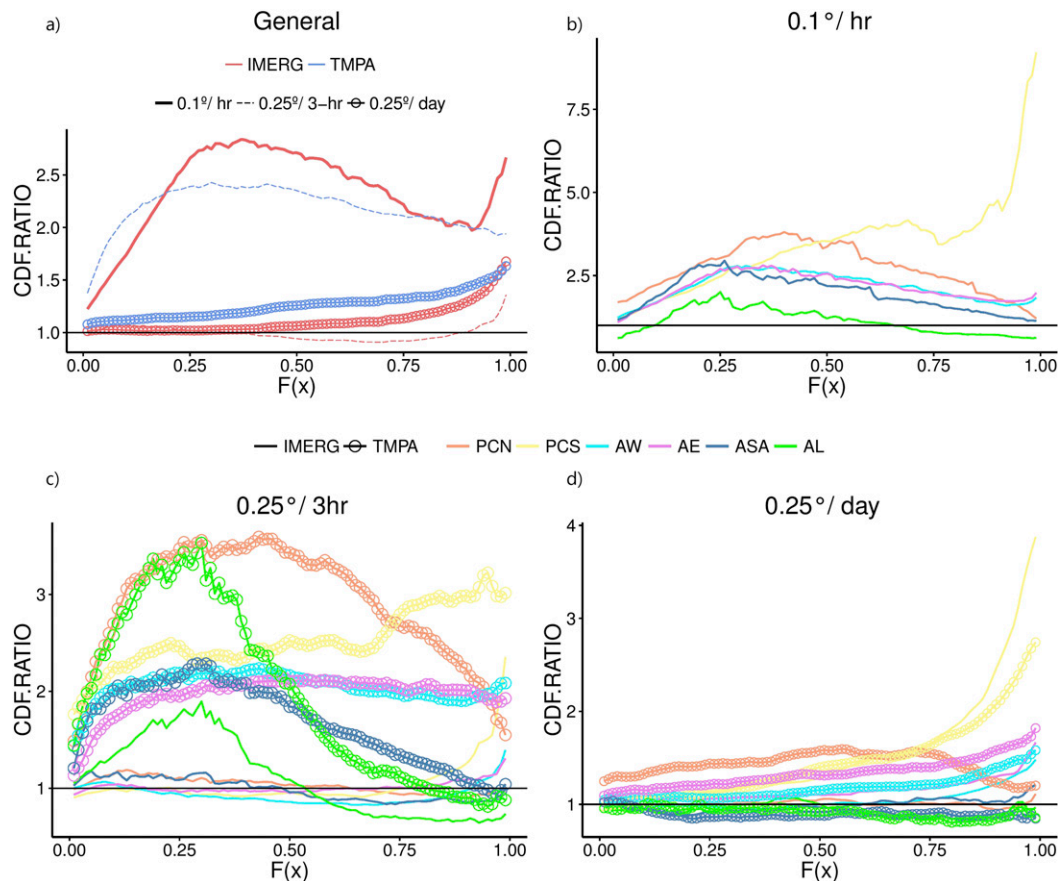 a)
General
IMERG TMPA
0.1º/ hr 0.25º/ 3−hr 0.25º/ day
CDF.RATIO
2.5
2.0
1.5
1.0
0.00 0.25 0.50 0.75 1.00
F(x)
b)
0.1°/ hr
CDF.RATIO
7.5
5.0
2.5
0.00 0.25 0.50 0.75 1.00
F(x)
IMERG TMPA PCN PCS AW AE ASA AL
c)
0.25°/ 3hr
CDF.RATIO
3
2
1
0.00 0.25 0.50 0.75 1.00
F(x)
d)
0.25°/ day
CDF.RATIO
4
3
2
1
0.00 0.25 0.50 0.75 1.00
F(x)